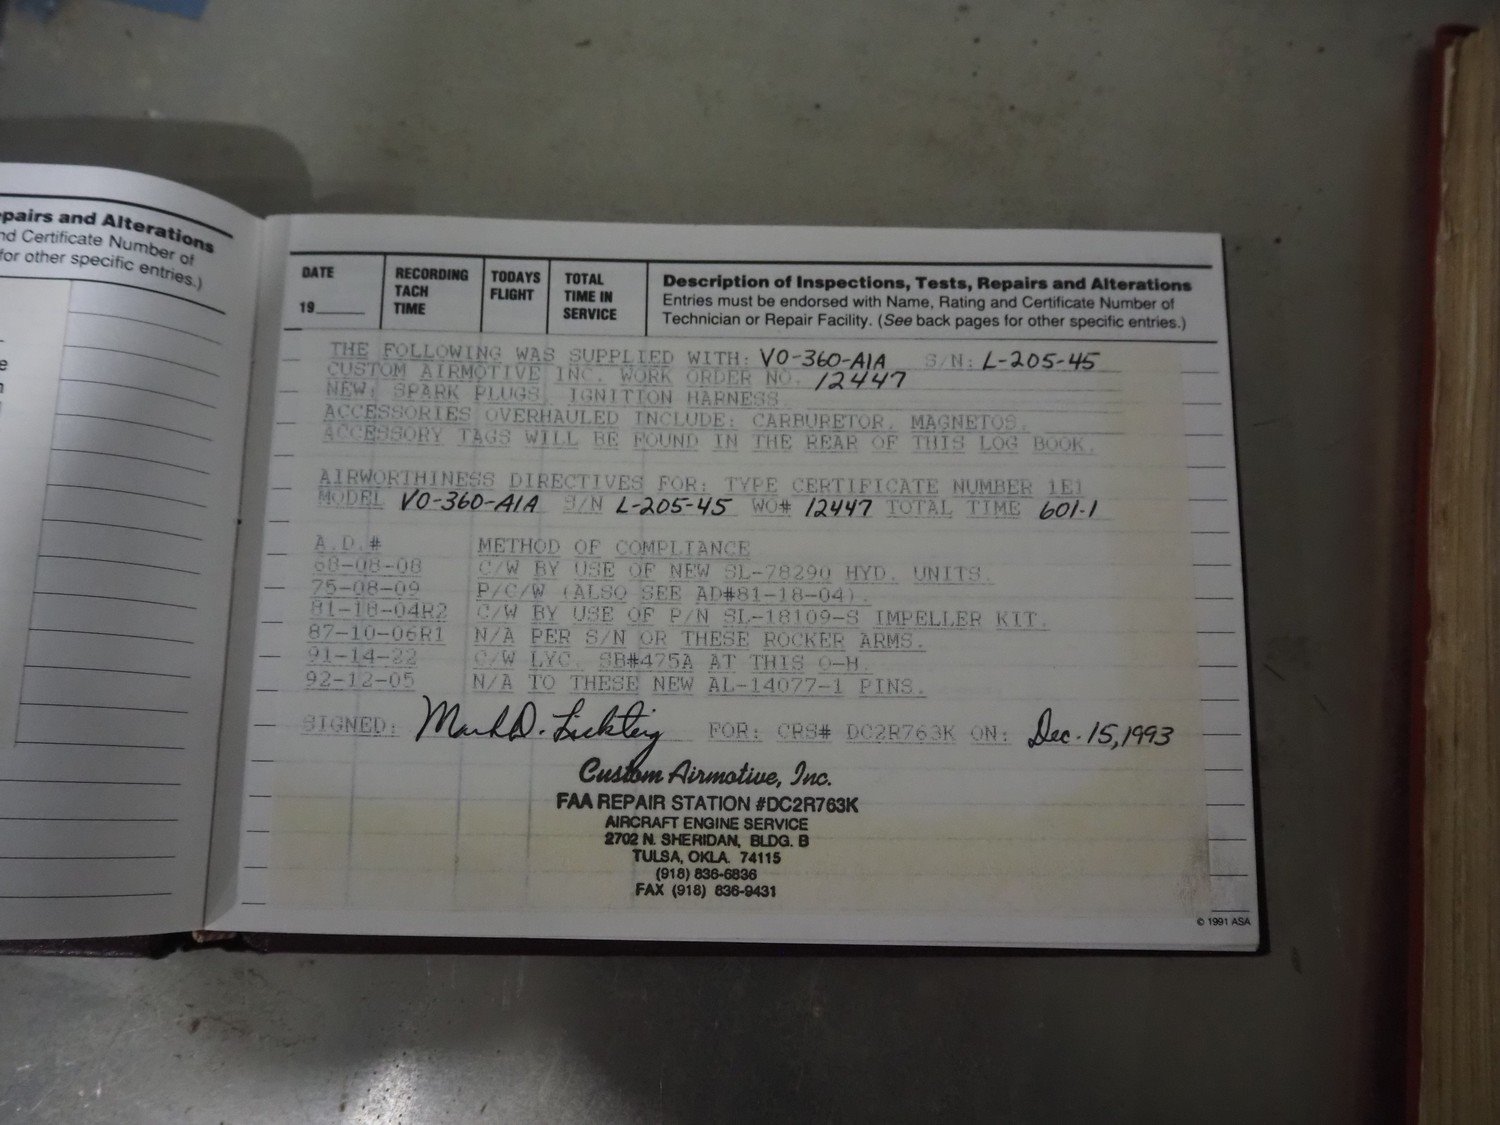 pairs and Alterations
nd Certificate Number of
for other specific entries.)
DATE
19
RECORDING
TACH
TIME
TODAYS
FLIGHT
TOTAL
TIME IN
SERVICE
Description of Inspections, Tests, Repairs and Alterations
Entries must be endorsed with Name, Rating and Certificate Number of
Technician or Repair Facility. (See back pages for other specific entries.)
THE FOLLOWING WAS SUPPLIED WITH: VO-360-A1A S/N: L-205-45
CUSTOM AIRMOTIVE INC. WORK ORDER NO. 12447
NEW: SPARK PLUGS, IGNITION HARNESS.
ACCESSORIES OVERHAULED INCLUDE: CARBURETOR, MAGNETOS.
ACCESSORY TAGS WILL BE FOUND IN THE REAR OF THIS LOG BOOK.
AIRWORTHINESS DIRECTIVES FOR: TYPE CERTIFICATE NUMBER 1E1
MODEL VO-360-A1A S/N L-205-45 WO# 12447 TOTAL TIME 601.1
A.D.# METHOD OF COMPLIANCE
68-08-08 C/W BY USE OF NEW SL-78290 HYD. UNITS.
75-08-09 P/C/W (ALSO SEE AD#81-18-04).
81-18-04R2 C/W BY USE OF P/N SL-18109-S IMPELLER KIT.
87-10-06R1 N/A PER S/N OR THESE ROCKER ARMS.
91-14-22 C/W LYC. SB#475A AT THIS O-H.
92-12-05 N/A TO THESE NEW AL-14077-1 PINS.
SIGNED: Mark D. FOR: CRS# DC2R763K ON: Dec. 15, 1993
Custom Airmotive, Inc.
FAA REPAIR STATION #DC2R763K
AIRCRAFT ENGINE SERVICE
2702 N. SHERIDAN, BLDG. B
TULSA, OKLA. 74115
(918) 836-6836
FAX (918) 836-9431
© 1991 ASA